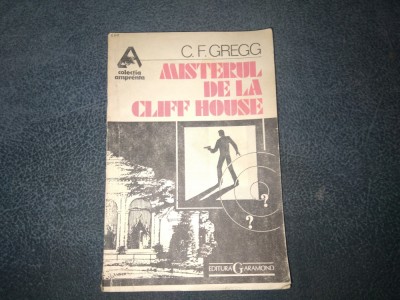 C. F. GREGG
A
colecția amprenta
MISTERUL
DE LA
CLIFF HOUSE
?
?
EDITURA GARAMOND